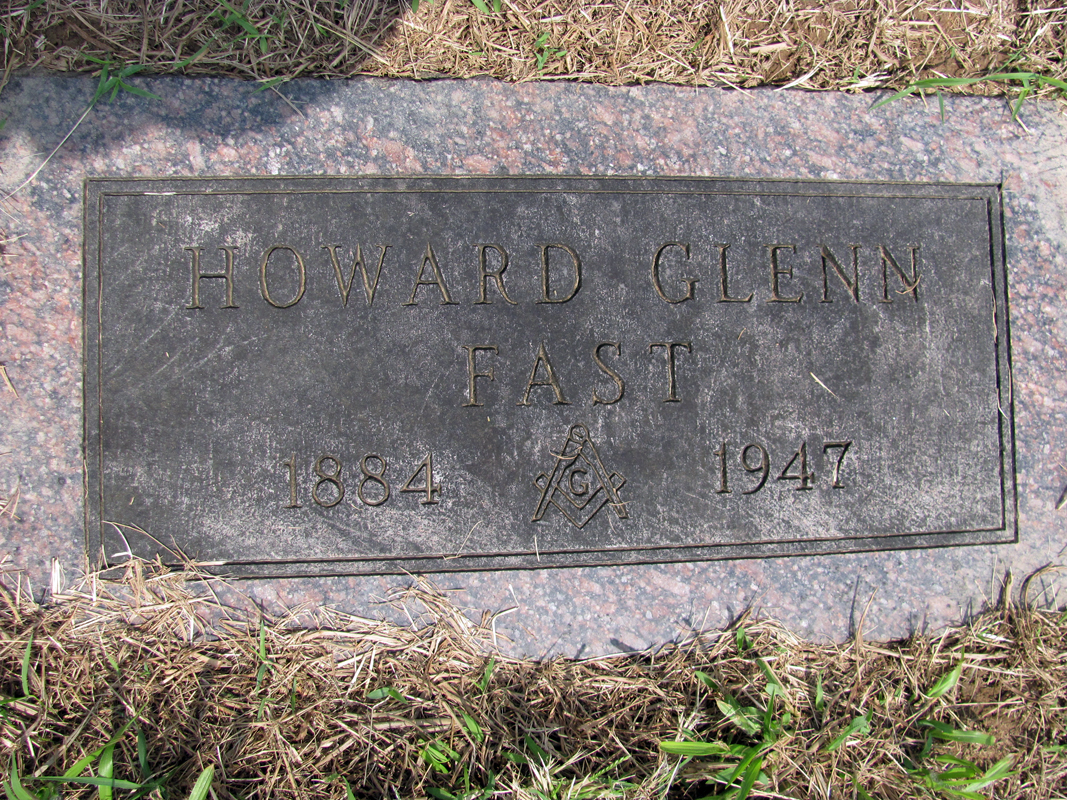 HOWARD GLENN
FAST
1884 G 1947